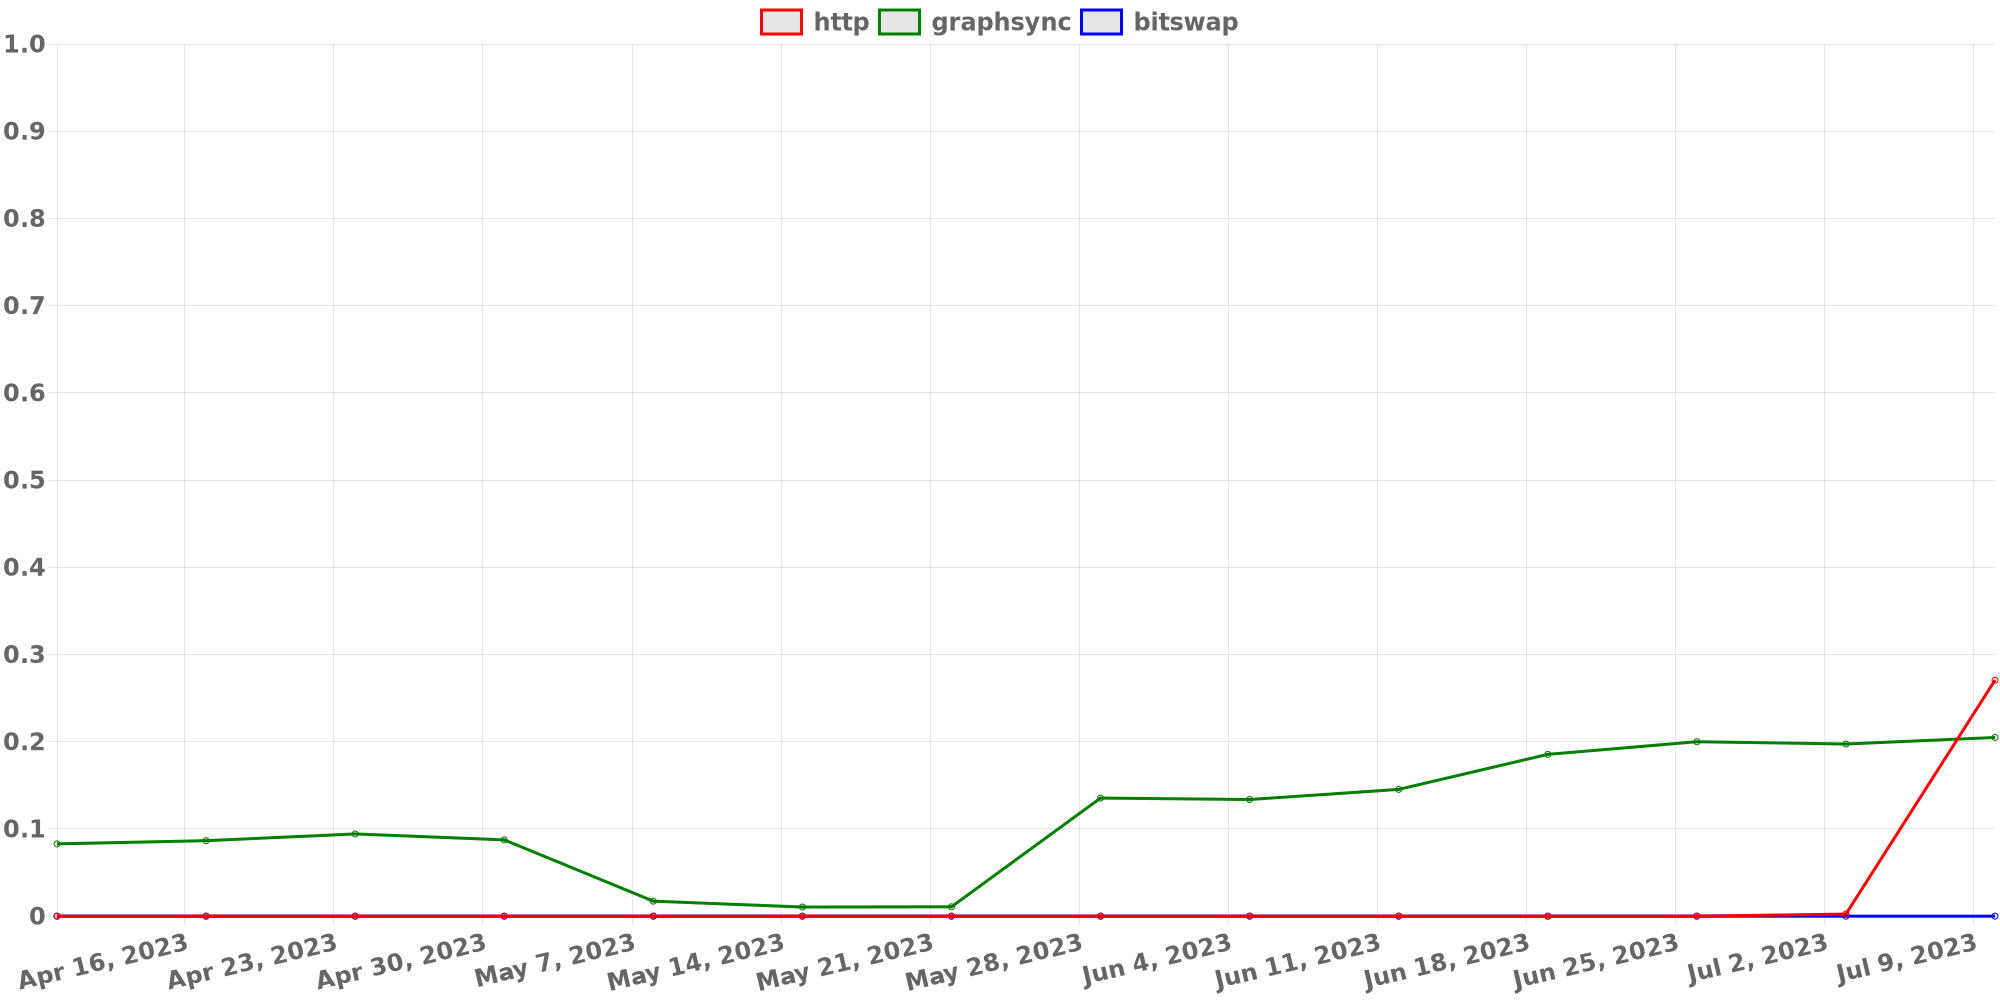 http graphsync bitswap
1.0
0.9
0.8
0.7
0.6
0.5
0.4
0.3
0.2
0.1
0
Apr 16, 2023
Apr 23, 2023
Apr 30, 2023
May 7, 2023
May 14, 2023
May 21, 2023
May 28, 2023
Jun 4, 2023
Jun 11, 2023
Jun 18, 2023
Jun 25, 2023
Jul 2, 2023
Jul 9, 2023